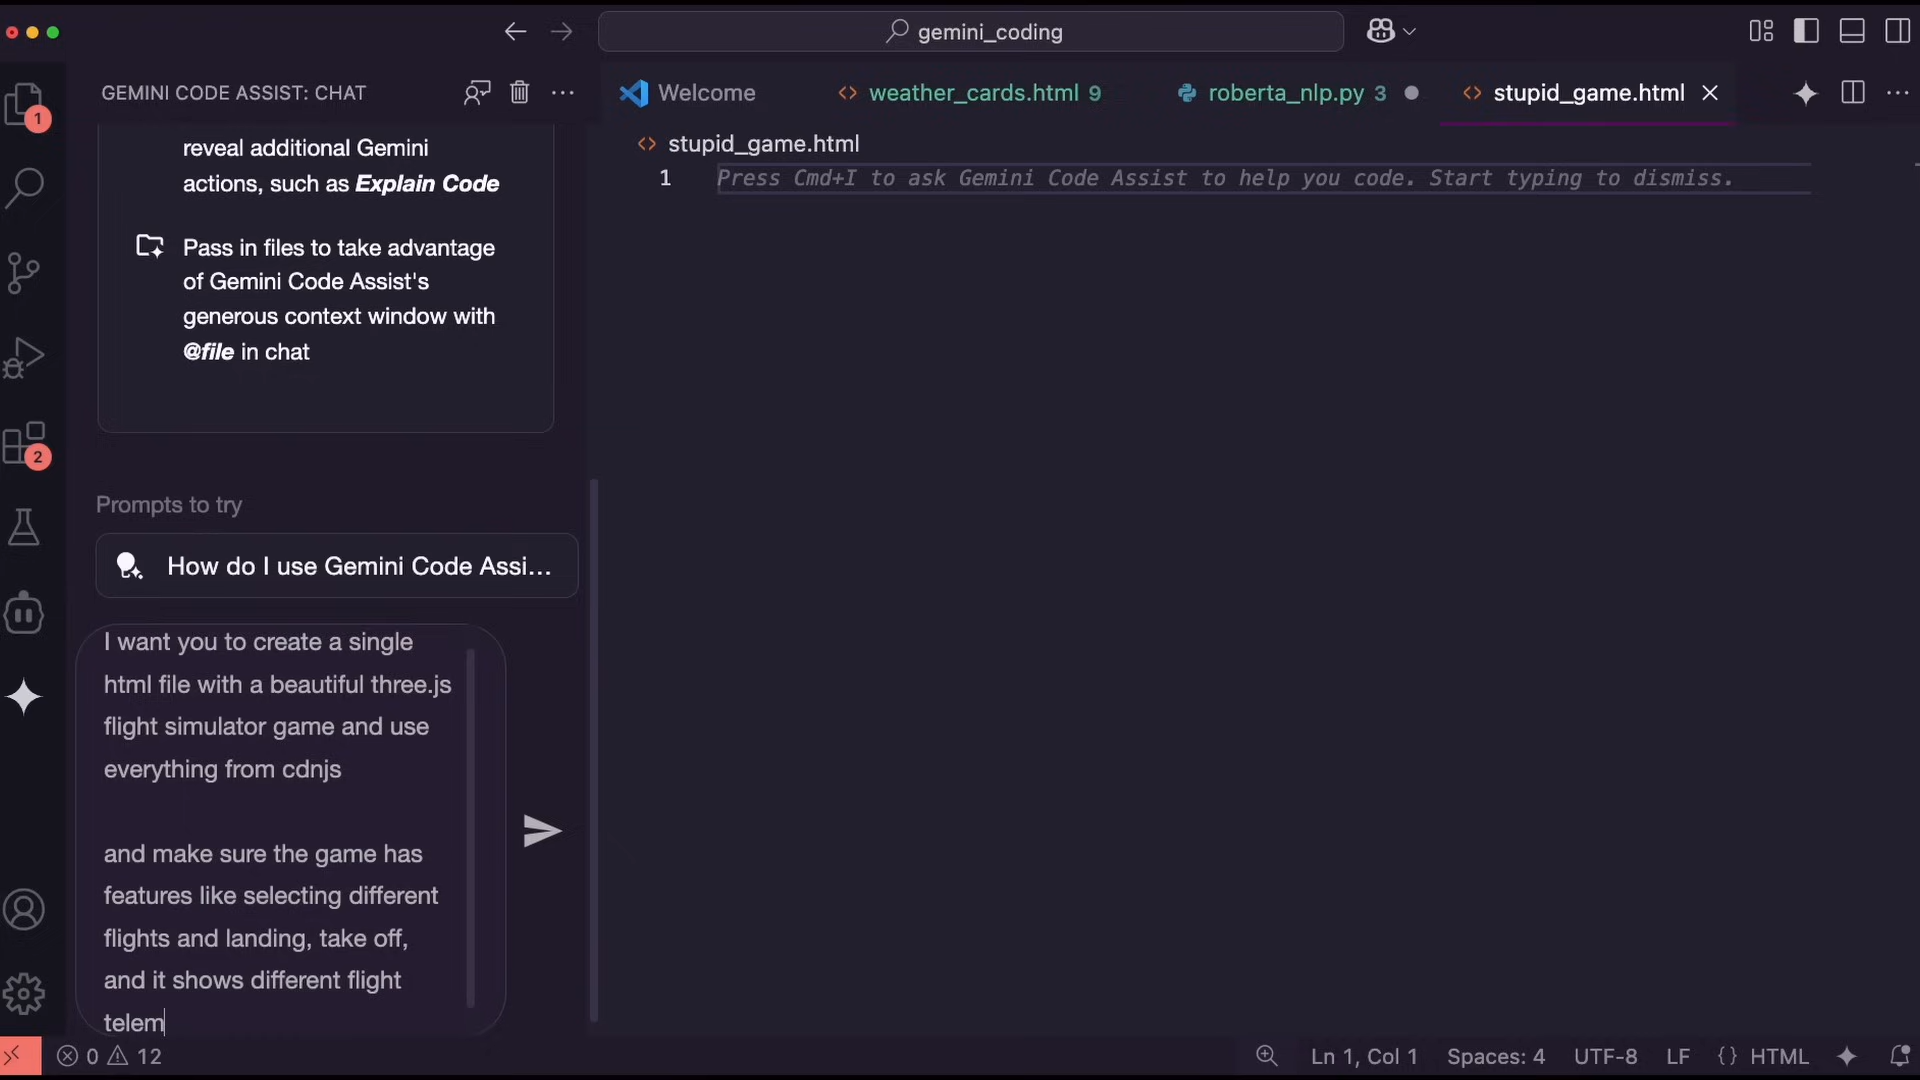 gemini_coding
GEMINI CODE ASSIST: CHAT
Welcome
weather_cards.html 9
roberta_nlp.py 3
stupid_game.html
1
reveal additional Gemini
actions, such as Explain Code
Pass in files to take advantage
of Gemini Code Assist's
generous context window with
@file in chat
2
Prompts to try
How do I use Gemini Code Assi...
I want you to create a single
html file with a beautiful three.js
flight simulator game and use
everything from cdnjs
and make sure the game has
features like selecting different
flights and landing, take off,
and it shows different flight
telem
stupid_game.html
1
Press Cmd+I to ask Gemini Code Assist to help you code. Start typing to dismiss.
0 12
Ln 1, Col 1
Spaces: 4
UTF-8
LF
{} HTML